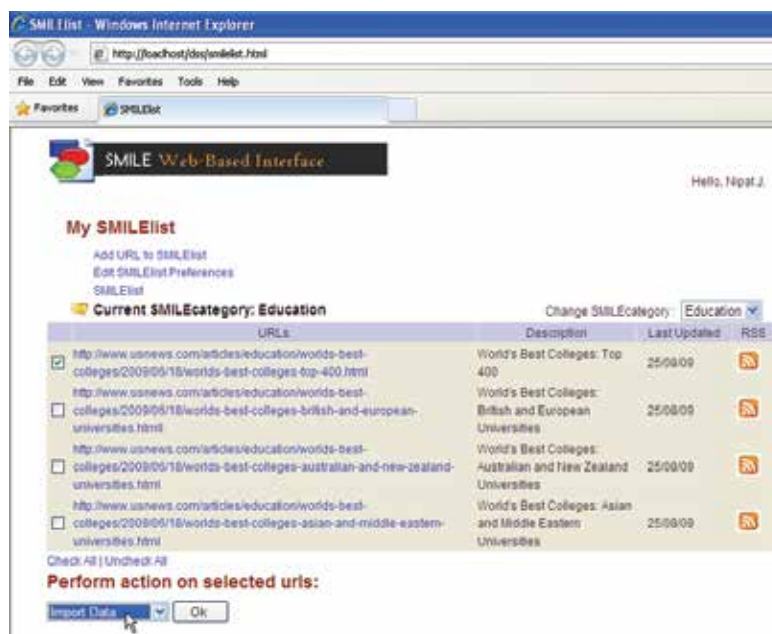 SMILElist - Windows Internet Explorer
http://loachost/dss/smilelist.html
File Edit View Favorites Tools Help
Favorites SMILElist
SMILE Web-Based Interface
Hello, Nipat J.
My SMILElist
Add URL to SMILElist
Edit SMILElist Preferences
SMILElist
Current SMILEcategory: Education Change SMILEcategory: Education
URLs Description Last Updated RSS
http://www.usnews.com/articles/education/worlds-best- World's Best Colleges: Top
colleges/2009/06/18/worlds-best-colleges-top-400.html 400 25/08/09
http://www.usnews.com/articles/education/worlds-best- World's Best Colleges:
colleges/2009/06/18/worlds-best-colleges-british-and-european- British and European 25/08/09
universities.html Universities
http://www.usnews.com/articles/education/worlds-best- World's Best Colleges:
colleges/2009/06/18/worlds-best-colleges-australian-and-new-zealand- Australian and New Zealand 25/08/09
universities.html Universities
http://www.usnews.com/articles/education/worlds-best- World's Best Colleges: Asian
colleges/2009/06/18/worlds-best-colleges-asian-and-middle-eastern- and Middle Eastern 25/08/09
universities.html Universities
Check All | Uncheck All
Perform action on selected urls:
Import Data Ok